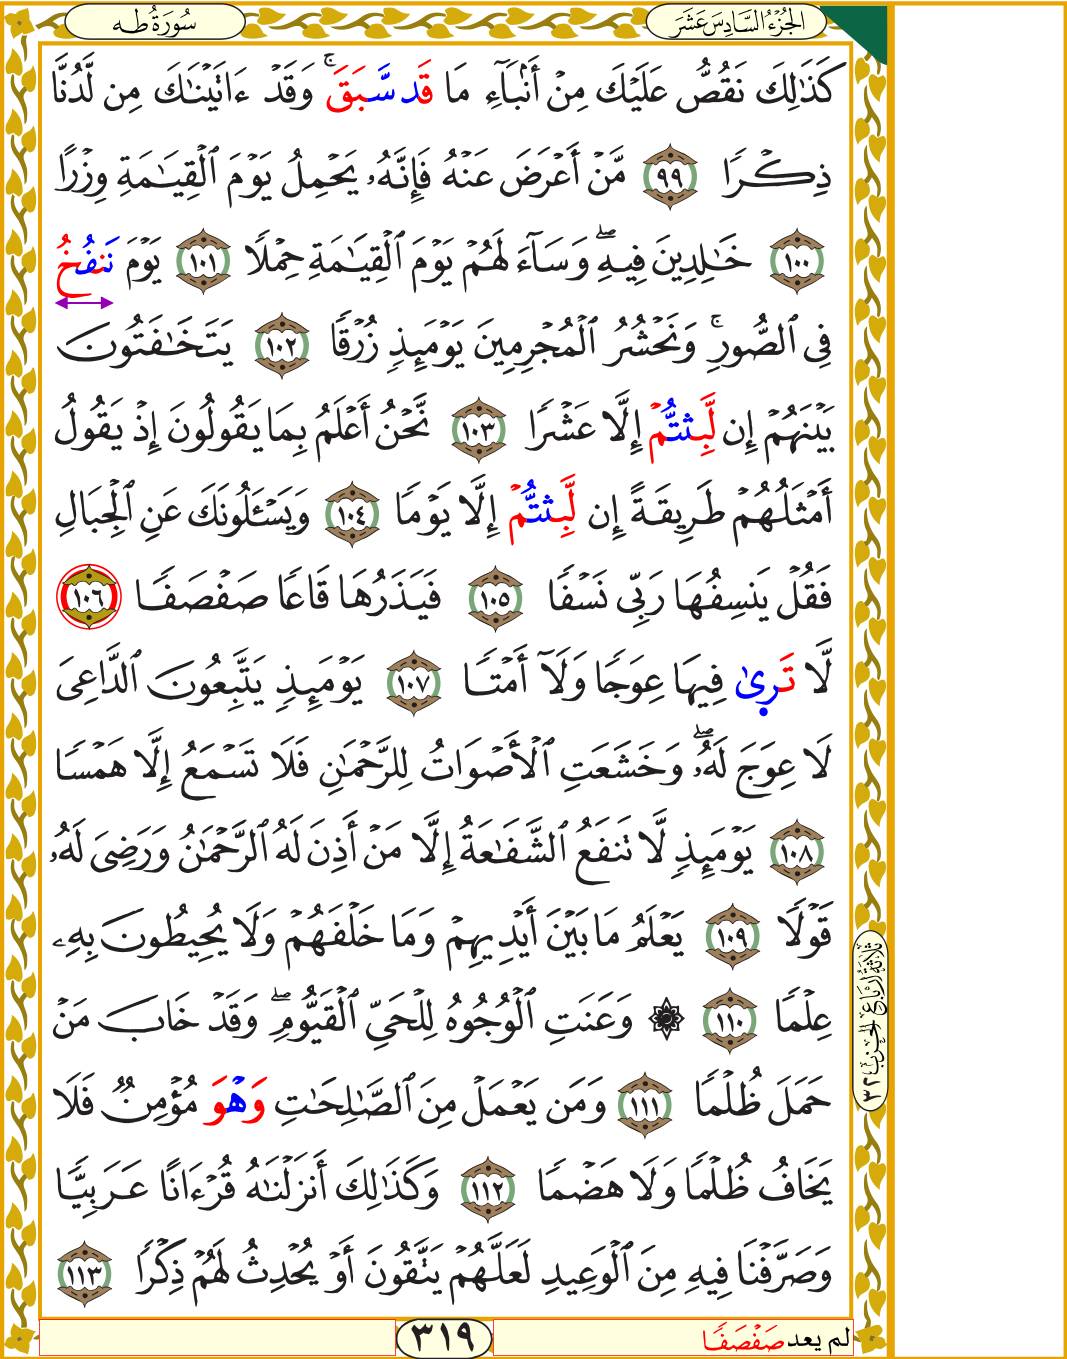 الجُزْءُ السَّادِسَ عَشَرَ
سُورَةُ طه
كَذَٰلِكَ نَقُصُّ عَلَيْكَ مِنْ أَنۢبَآءِ مَا قَد سَّبَقَۚ وَقَدْ ءَاتَيْنَٰكَ مِن لَّدُنَّا
ذِكْرًا ٩٩ مَّنْ أَعْرَضَ عَنْهُ فَإِنَّهُۥ يَحْمِلُ يَوْمَ ٱلْقِيَٰمَةِ وِزْرًا
١٠٠ خَٰلِدِينَ فِيهِۖ وَسَآءَ لَهُمْ يَوْمَ ٱلْقِيَٰمَةِ حِمْلًا ١٠١ يَوْمَ نَنفُخُ
فِى ٱلصُّورِۚ وَنَحْشُرُ ٱلْمُجْرِمِينَ يَوْمَئِذٍ زُرْقًا ١٠٢ يَتَخَٰفَتُونَ
بَيْنَهُمْ إِن لَّبِثتُّمْ إِلَّا عَشْرًا ١٠٣ نَّحْنُ أَعْلَمُ بِمَا يَقُولُونَ إِذْ يَقُولُ
أَمْثَلُهُمْ طَرِيقَةً إِن لَّبِثتُّمْ إِلَّا يَوْمًا ١٠٤ وَيَسْـَٔلُونَكَ عَنِ ٱلْجِبَالِ
فَقُلْ يَنسِفُهَا رَبِّى نَسْفًا ١٠٥ فَيَذَرُهَا قَاعًا صَفْصَفًا ١٠٦
لَّا تَرىٰ فِيهَا عِوَجًا وَلَآ أَمْتًا ١٠٧ يَوْمَئِذٍ يَتَّبِعُونَ ٱلدَّاعِىَ
لَا عِوَجَ لَهُۥۖ وَخَشَعَتِ ٱلْأَصْوَاتُ لِلرَّحْمَٰنِ فَلَا تَسْمَعُ إِلَّا هَمْسًا
١٠٨ يَوْمَئِذٍ لَّا تَنفَعُ ٱلشَّفَٰعَةُ إِلَّا مَنْ أَذِنَ لَهُ ٱلرَّحْمَٰنُ وَرَضِىَ لَهُۥ
قَوْلًا ١٠٩ يَعْلَمُ مَا بَيْنَ أَيْدِيهِمْ وَمَا خَلْفَهُمْ وَلَا يُحِيطُونَ بِهِۦ
عِلْمًا ١١٠ ۞ وَعَنَتِ ٱلْوُجُوهُ لِلْحَىِّ ٱلْقَيُّومِۖ وَقَدْ خَابَ مَنْ
حَمَلَ ظُلْمًا ١١١ وَمَن يَعْمَلْ مِنَ ٱلصَّٰلِحَٰتِ وَهْوَ مُؤْمِنٌ فَلَا
يَخَافُ ظُلْمًا وَلَا هَضْمًا ١١٢ وَكَذَٰلِكَ أَنزَلْنَٰهُ قُرْءَانًا عَرَبِيًّا
وَصَرَّفْنَا فِيهِ مِنَ ٱلْوَعِيدِ لَعَلَّهُمْ يَتَّقُونَ أَوْ يُحْدِثُ لَهُمْ ذِكْرًا ١١٣
ثلاثة أرباع الحزب ٣٢
لم يعد صَفْصَفًا
٣١٩